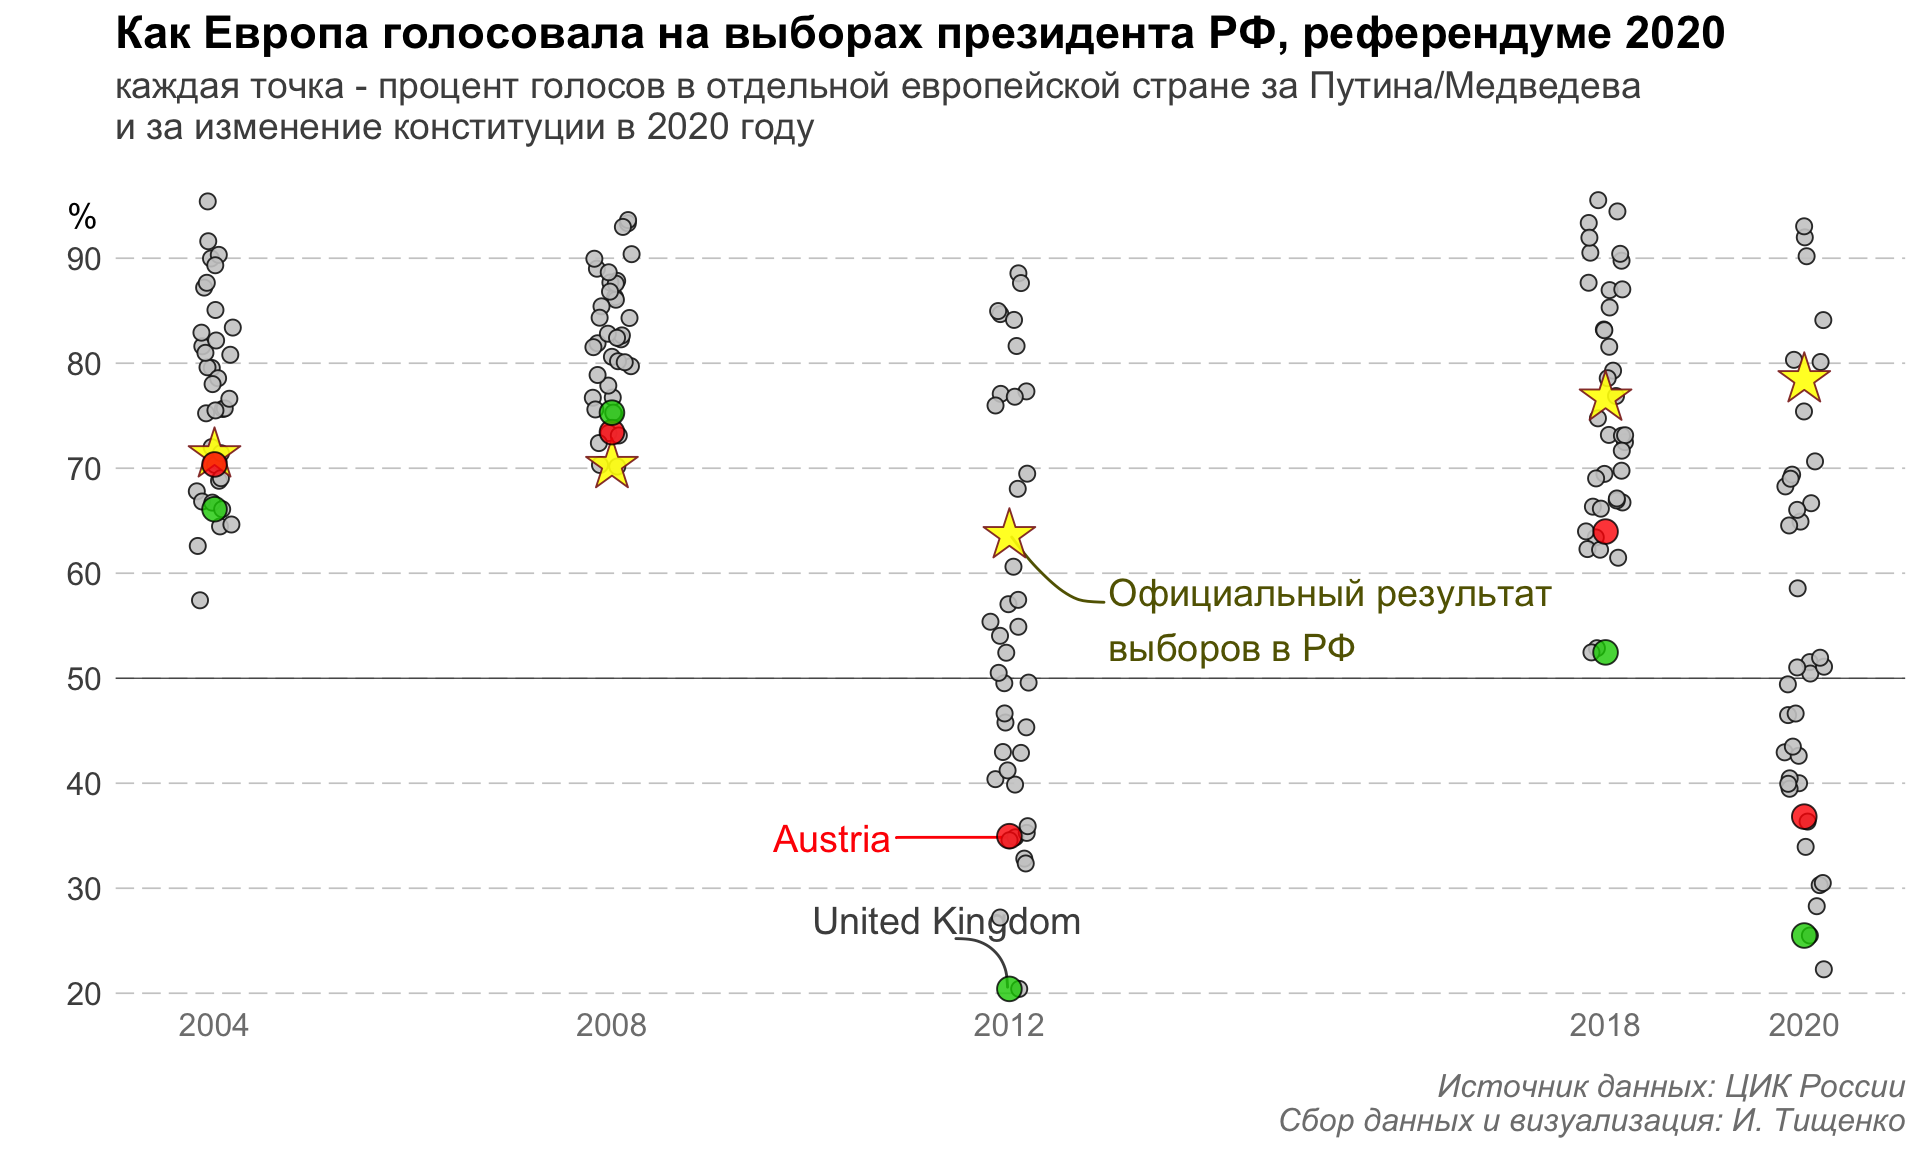 Как Европа голосовала на выборах президента РФ, референдуме 2020
каждая точка - процент голосов в отдельной европейской стране за Путина/Медведева
и за изменение конституции в 2020 году
%
90
80
70
60
50
40
30
20
Официальный результат
выборов в РФ
Austria
United Kingdom
2004
2008
2012
2018
2020
Источник данных: ЦИК России
Сбор данных и визуализация: И. Тищенко